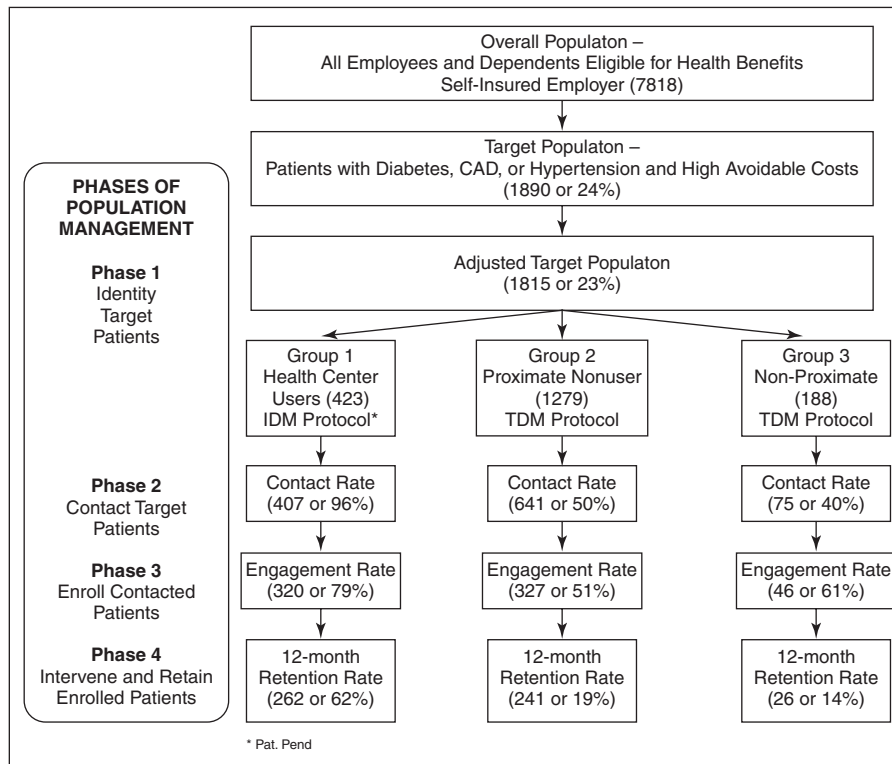 Overall Populaton –
All Employees and Dependents Eligible for Health Benefits
Self-Insured Employer (7818)
Target Populaton –
Patients with Diabetes, CAD, or Hypertension and High Avoidable Costs
(1890 or 24%)
Adjusted Target Populaton
(1815 or 23%)
PHASES OF
POPULATION
MANAGEMENT
Phase 1
Identity
Target
Patients
Group 1
Health Center
Users (423)
IDM Protocol*
Group 2
Proximate Nonuser
(1279)
TDM Protocol
Group 3
Non-Proximate
(188)
TDM Protocol
Phase 2
Contact Target
Patients
Contact Rate
(407 or 96%)
Contact Rate
(641 or 50%)
Contact Rate
(75 or 40%)
Phase 3
Enroll Contacted
Patients
Engagement Rate
(320 or 79%)
Engagement Rate
(327 or 51%)
Engagement Rate
(46 or 61%)
Phase 4
Intervene and Retain
Enrolled Patients
12-month
Retention Rate
(262 or 62%)
12-month
Retention Rate
(241 or 19%)
12-month
Retention Rate
(26 or 14%)
* Pat. Pend